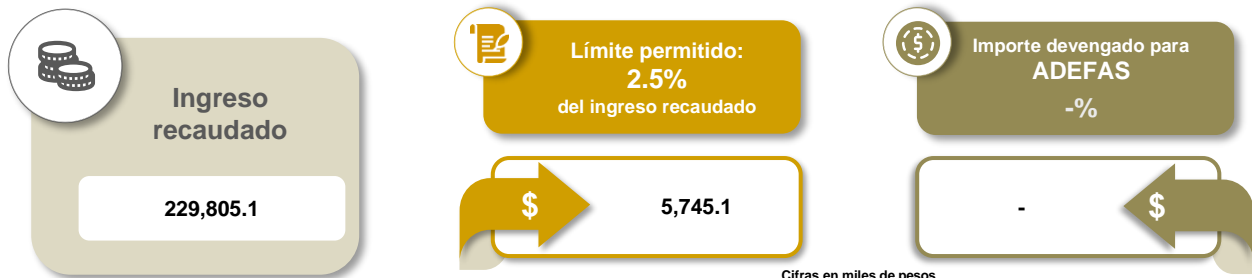 Ingreso
recaudado
229,805.1
Límite permitido:
2.5%
del ingreso recaudado
$
5,745.1
Importe devengado para
ADEFAS
-%
-
$
Cifras en miles de pesos